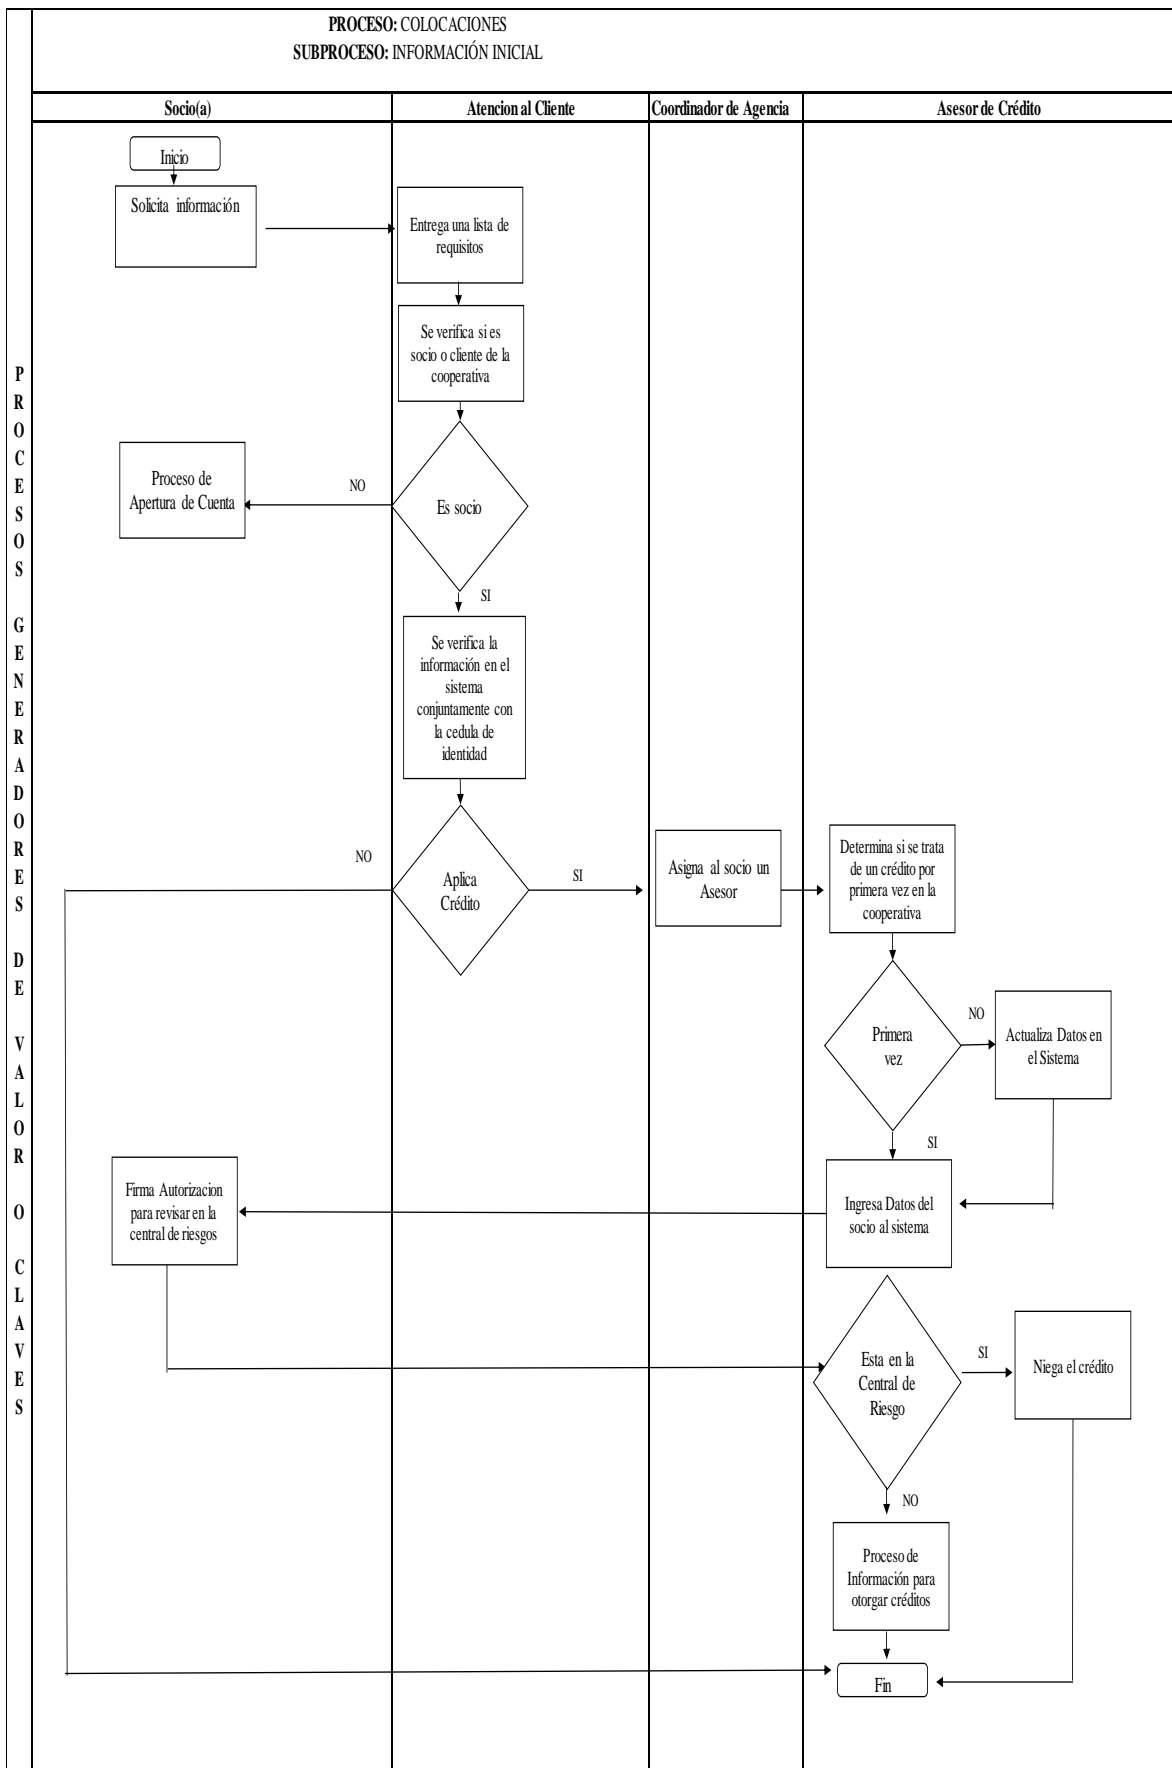 PROCESO: COLOCACIONES
SUBPROCESO: INFORMACIÓN INICIAL
Socio(a)
Atencion al Cliente
Coordinador de Agencia
Asesor de Crédito
PROCESOS GENERADORES DE VALOR O CLAVES
Inicio
Solicita información
Entrega una lista de
requisitos
Se verifica si es
socio o cliente de la
cooperativa
Es socio
NO
Proceso de
Apertura de Cuenta
SI
Se verifica la
información en el
sistema
conjuntamente con
la cedula de
identidad
Aplica
Crédito
NO
SI
Asigna al socio un
Asesor
Determina si se trata
de un crédito por
primera vez en la
cooperativa
Primera
vez
NO
Actualiza Datos en
el Sistema
SI
Ingresa Datos del
socio al sistema
Firma Autorizacion
para revisar en la
central de riesgos
Esta en la
Central de
Riesgo
SI
Niega el crédito
NO
Proceso de
Información para
otorgar créditos
Fin